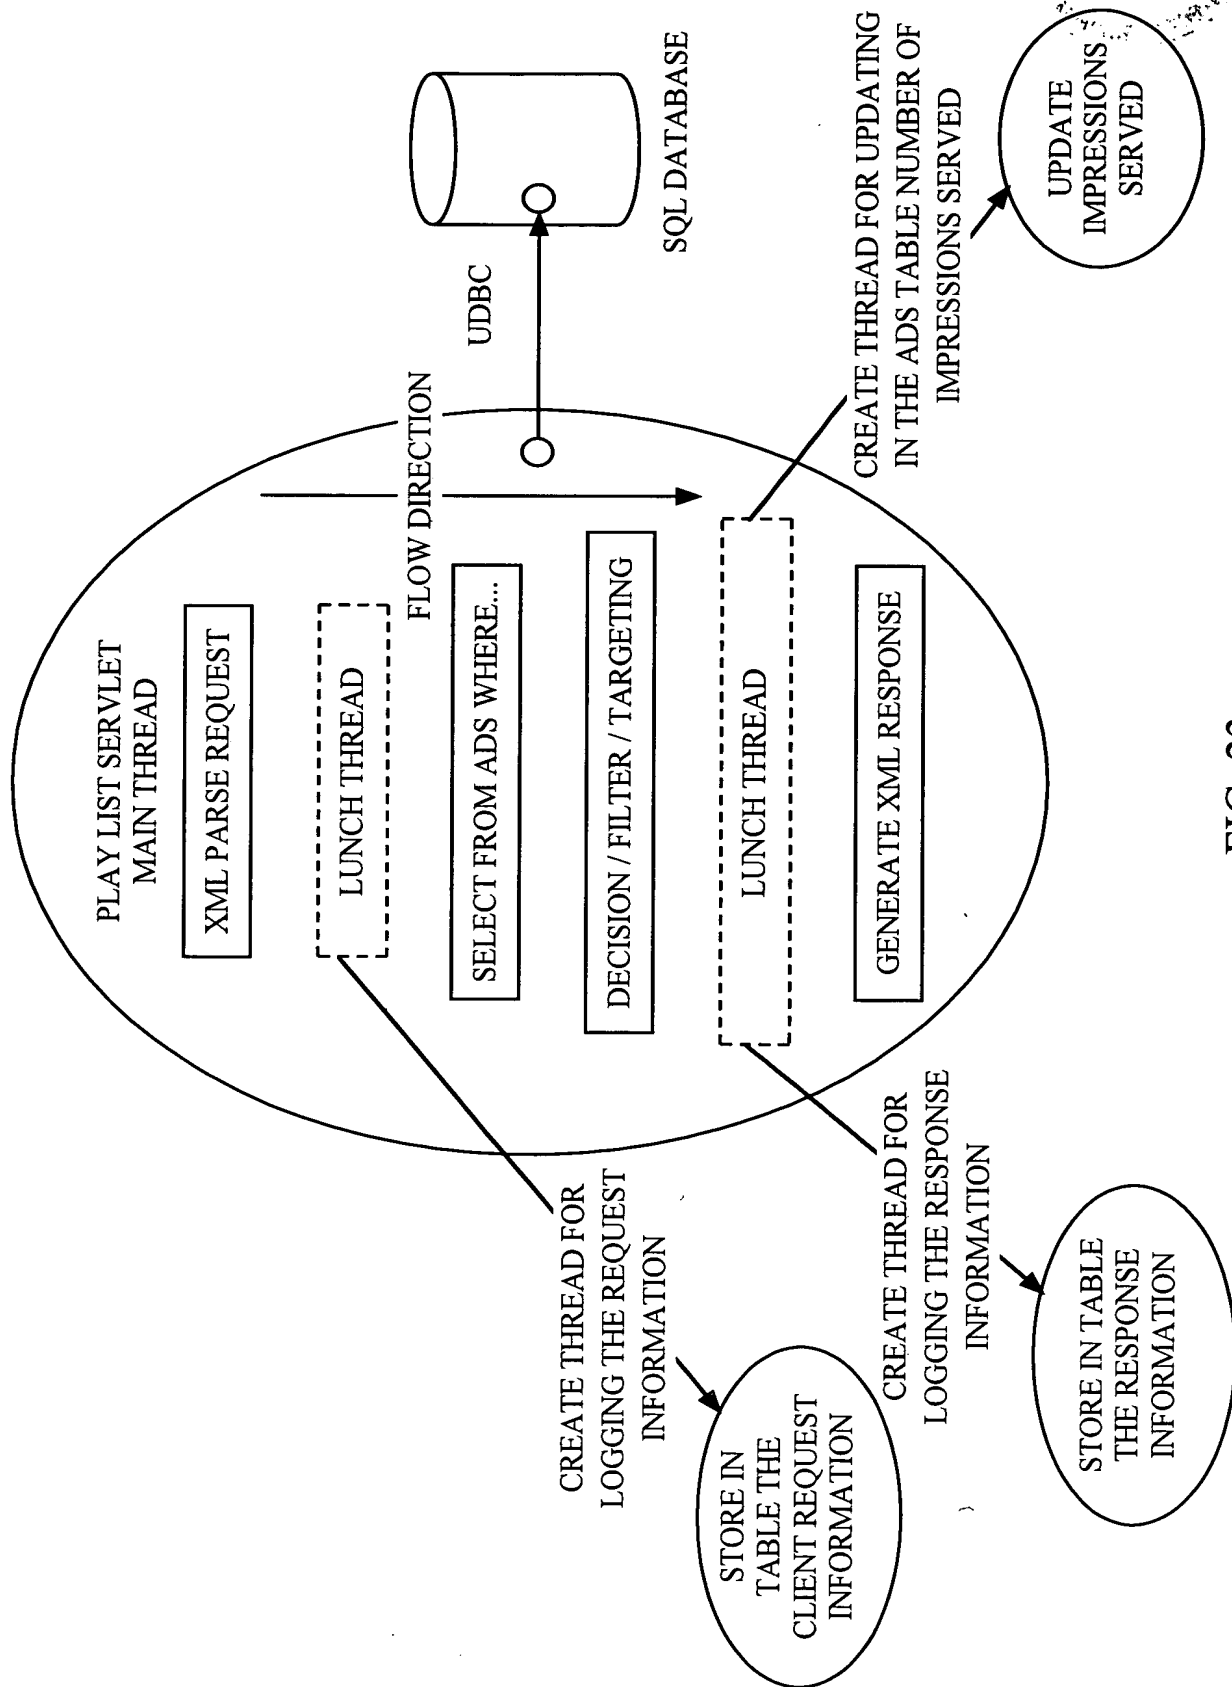 PLAY LIST SERVLET
MAIN THREAD
XML PARSE REQUEST
LUNCH THREAD
FLOW DIRECTION
SELECT FROM ADS WHERE...
DECISION / FILTER / TARGETING
LUNCH THREAD
GENERATE XML RESPONSE
UDBC
SQL DATABASE
CREATE THREAD FOR
LOGGING THE REQUEST
INFORMATION
STORE IN
TABLE THE
CLIENT REQUEST
INFORMATION
CREATE THREAD FOR
LOGGING THE RESPONSE
INFORMATION
STORE IN TABLE
THE RESPONSE
INFORMATION
CREATE THREAD FOR UPDATING
IN THE ADS TABLE NUMBER OF
IMPRESSIONS SERVED
UPDATE
IMPRESSIONS
SERVED
FIG.